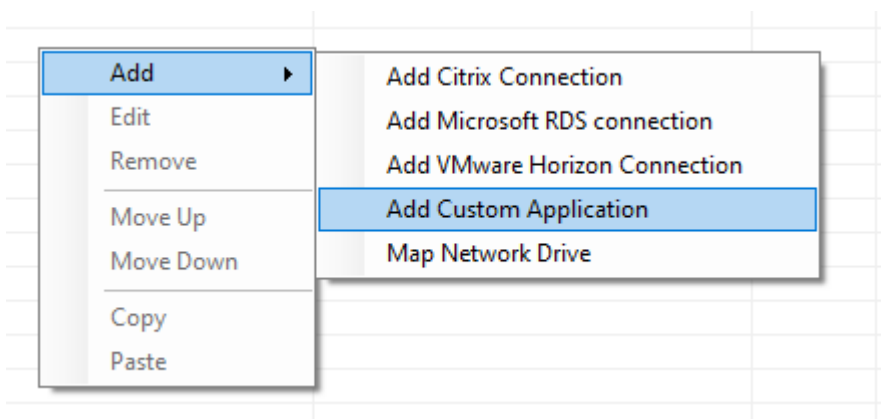 Add
Edit
Remove
Move Up
Move Down
Copy
Paste
Add Citrix Connection
Add Microsoft RDS connection
Add VMware Horizon Connection
Add Custom Application
Map Network Drive